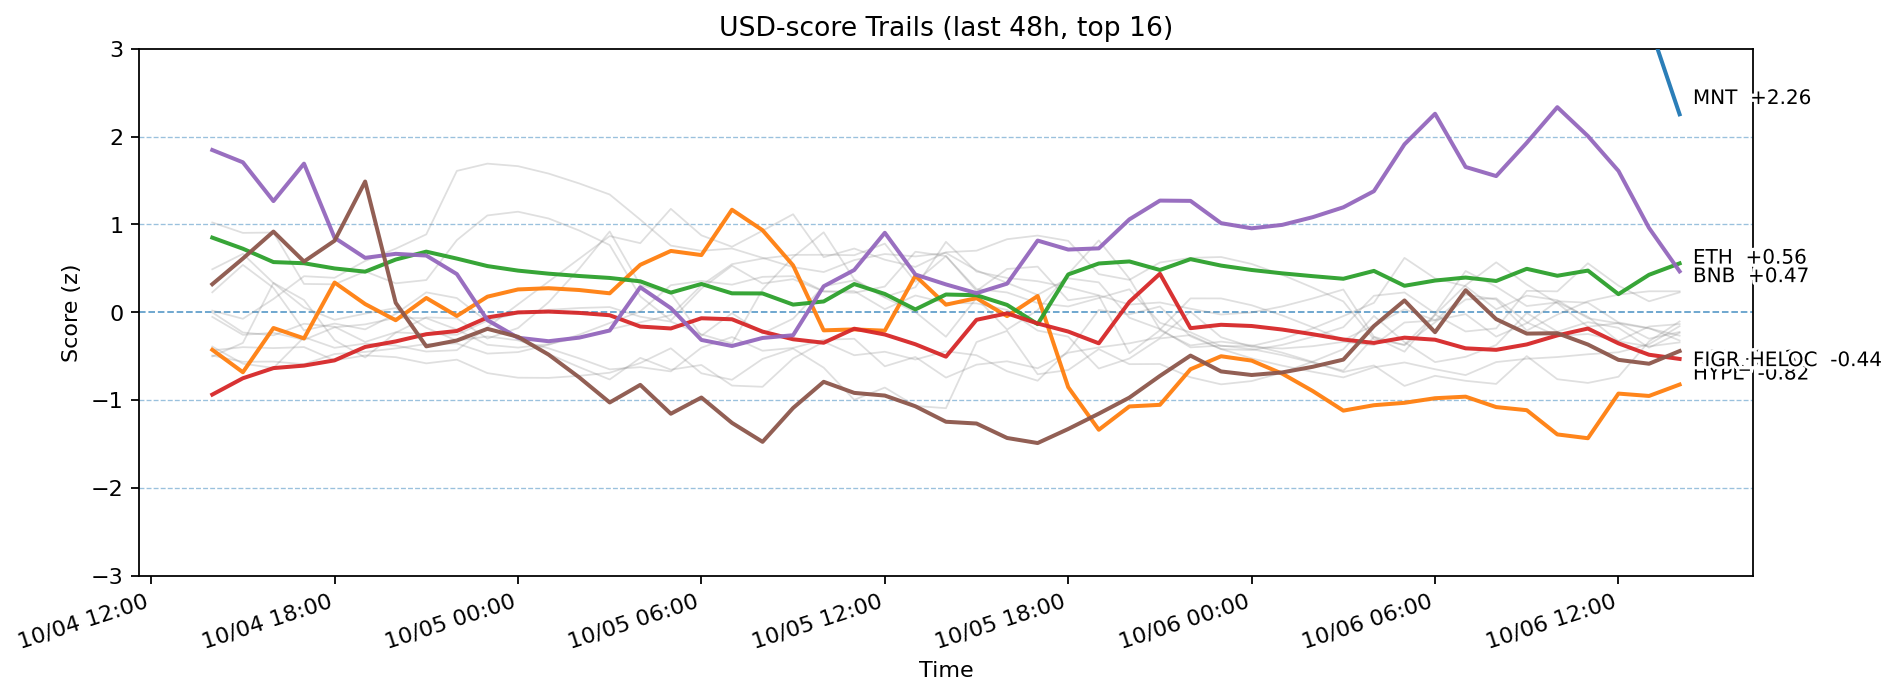 USD-score Trails (last 48h, top 16)
Score (z)
3
2
1
0
−1
−2
−3
MNT +2.26
ETH +0.56
BNB +0.47
FIGR_HELOC -0.44
HYPE -0.82
10/04 12:00
10/04 18:00
10/05 00:00
10/05 06:00
10/05 12:00
10/05 18:00
10/06 00:00
10/06 06:00
10/06 12:00
Time